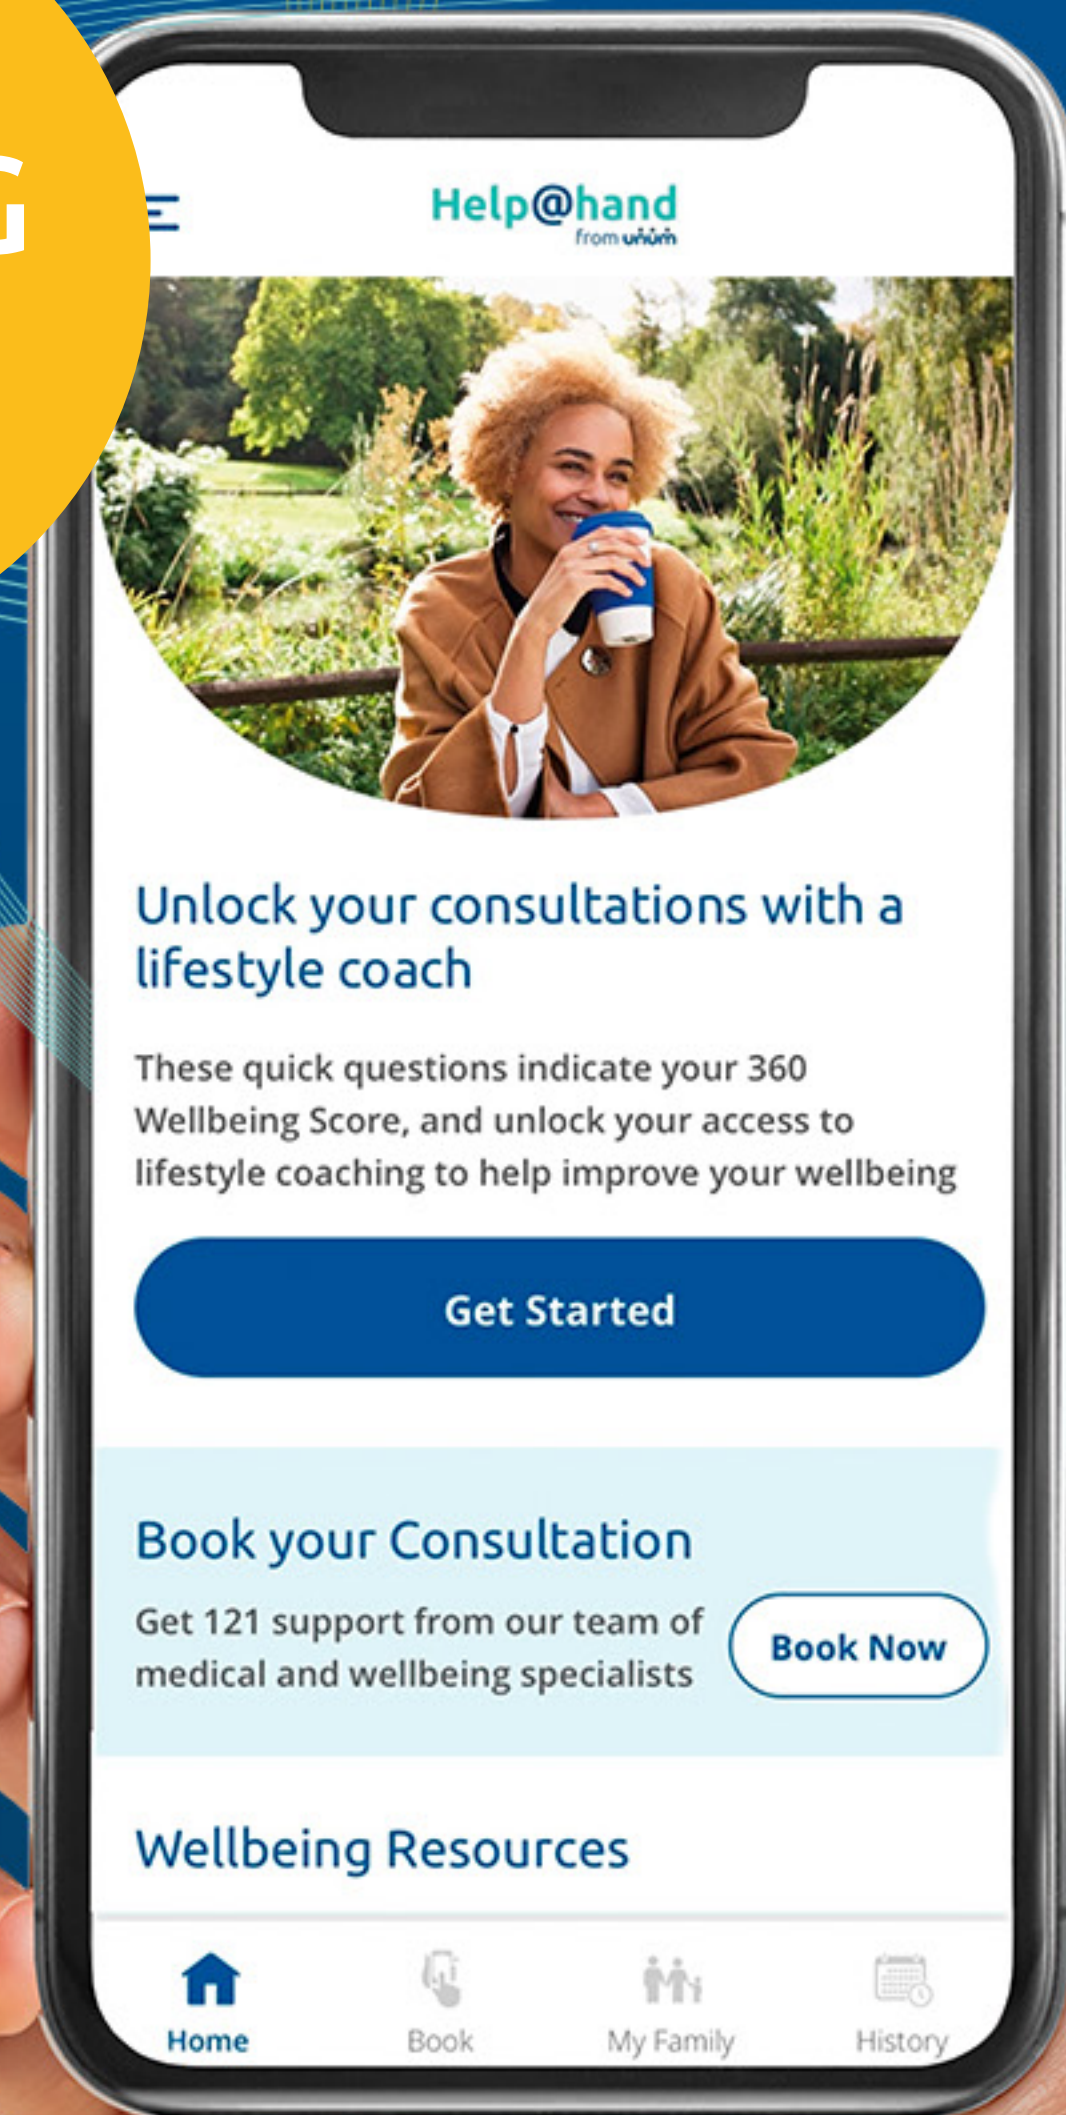 G
Help@hand
from unum
Unlock your consultations with a
lifestyle coach
These quick questions indicate your 360
Wellbeing Score, and unlock your access to
lifestyle coaching to help improve your wellbeing
Get Started
Book your Consultation
Get 121 support from our team of
medical and wellbeing specialists
Book Now
Wellbeing Resources
Home
Book
My Family
History